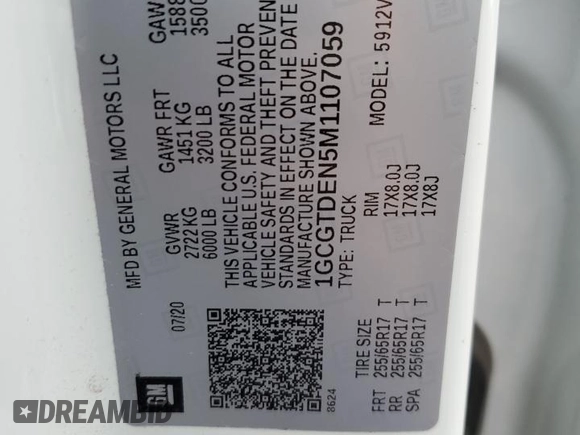 MFD BY GENERAL MOTORS LLC
07/20
GVWR
2722 KG
6000 LB
GAWR FRT
1451 KG
3200 LB
GAW
1588
3500
THIS VEHICLE CONFORMS TO ALL
APPLICABLE U.S. FEDERAL MOTOR
VEHICLE SAFETY AND THEFT PREVEN
STANDARDS IN EFFECT ON THE DATE
MANUFACTURE SHOWN ABOVE.
1GCGTDEN5M1107059
TYPE: TRUCK
MODEL: 5912V
TIRE SIZE
RIM
FRT 255/65R17 T 17X8.0J
RR 255/65R17 T 17X8.0J
SPA 255/65R17 T 17X8J
8624
GM
DREAMBID